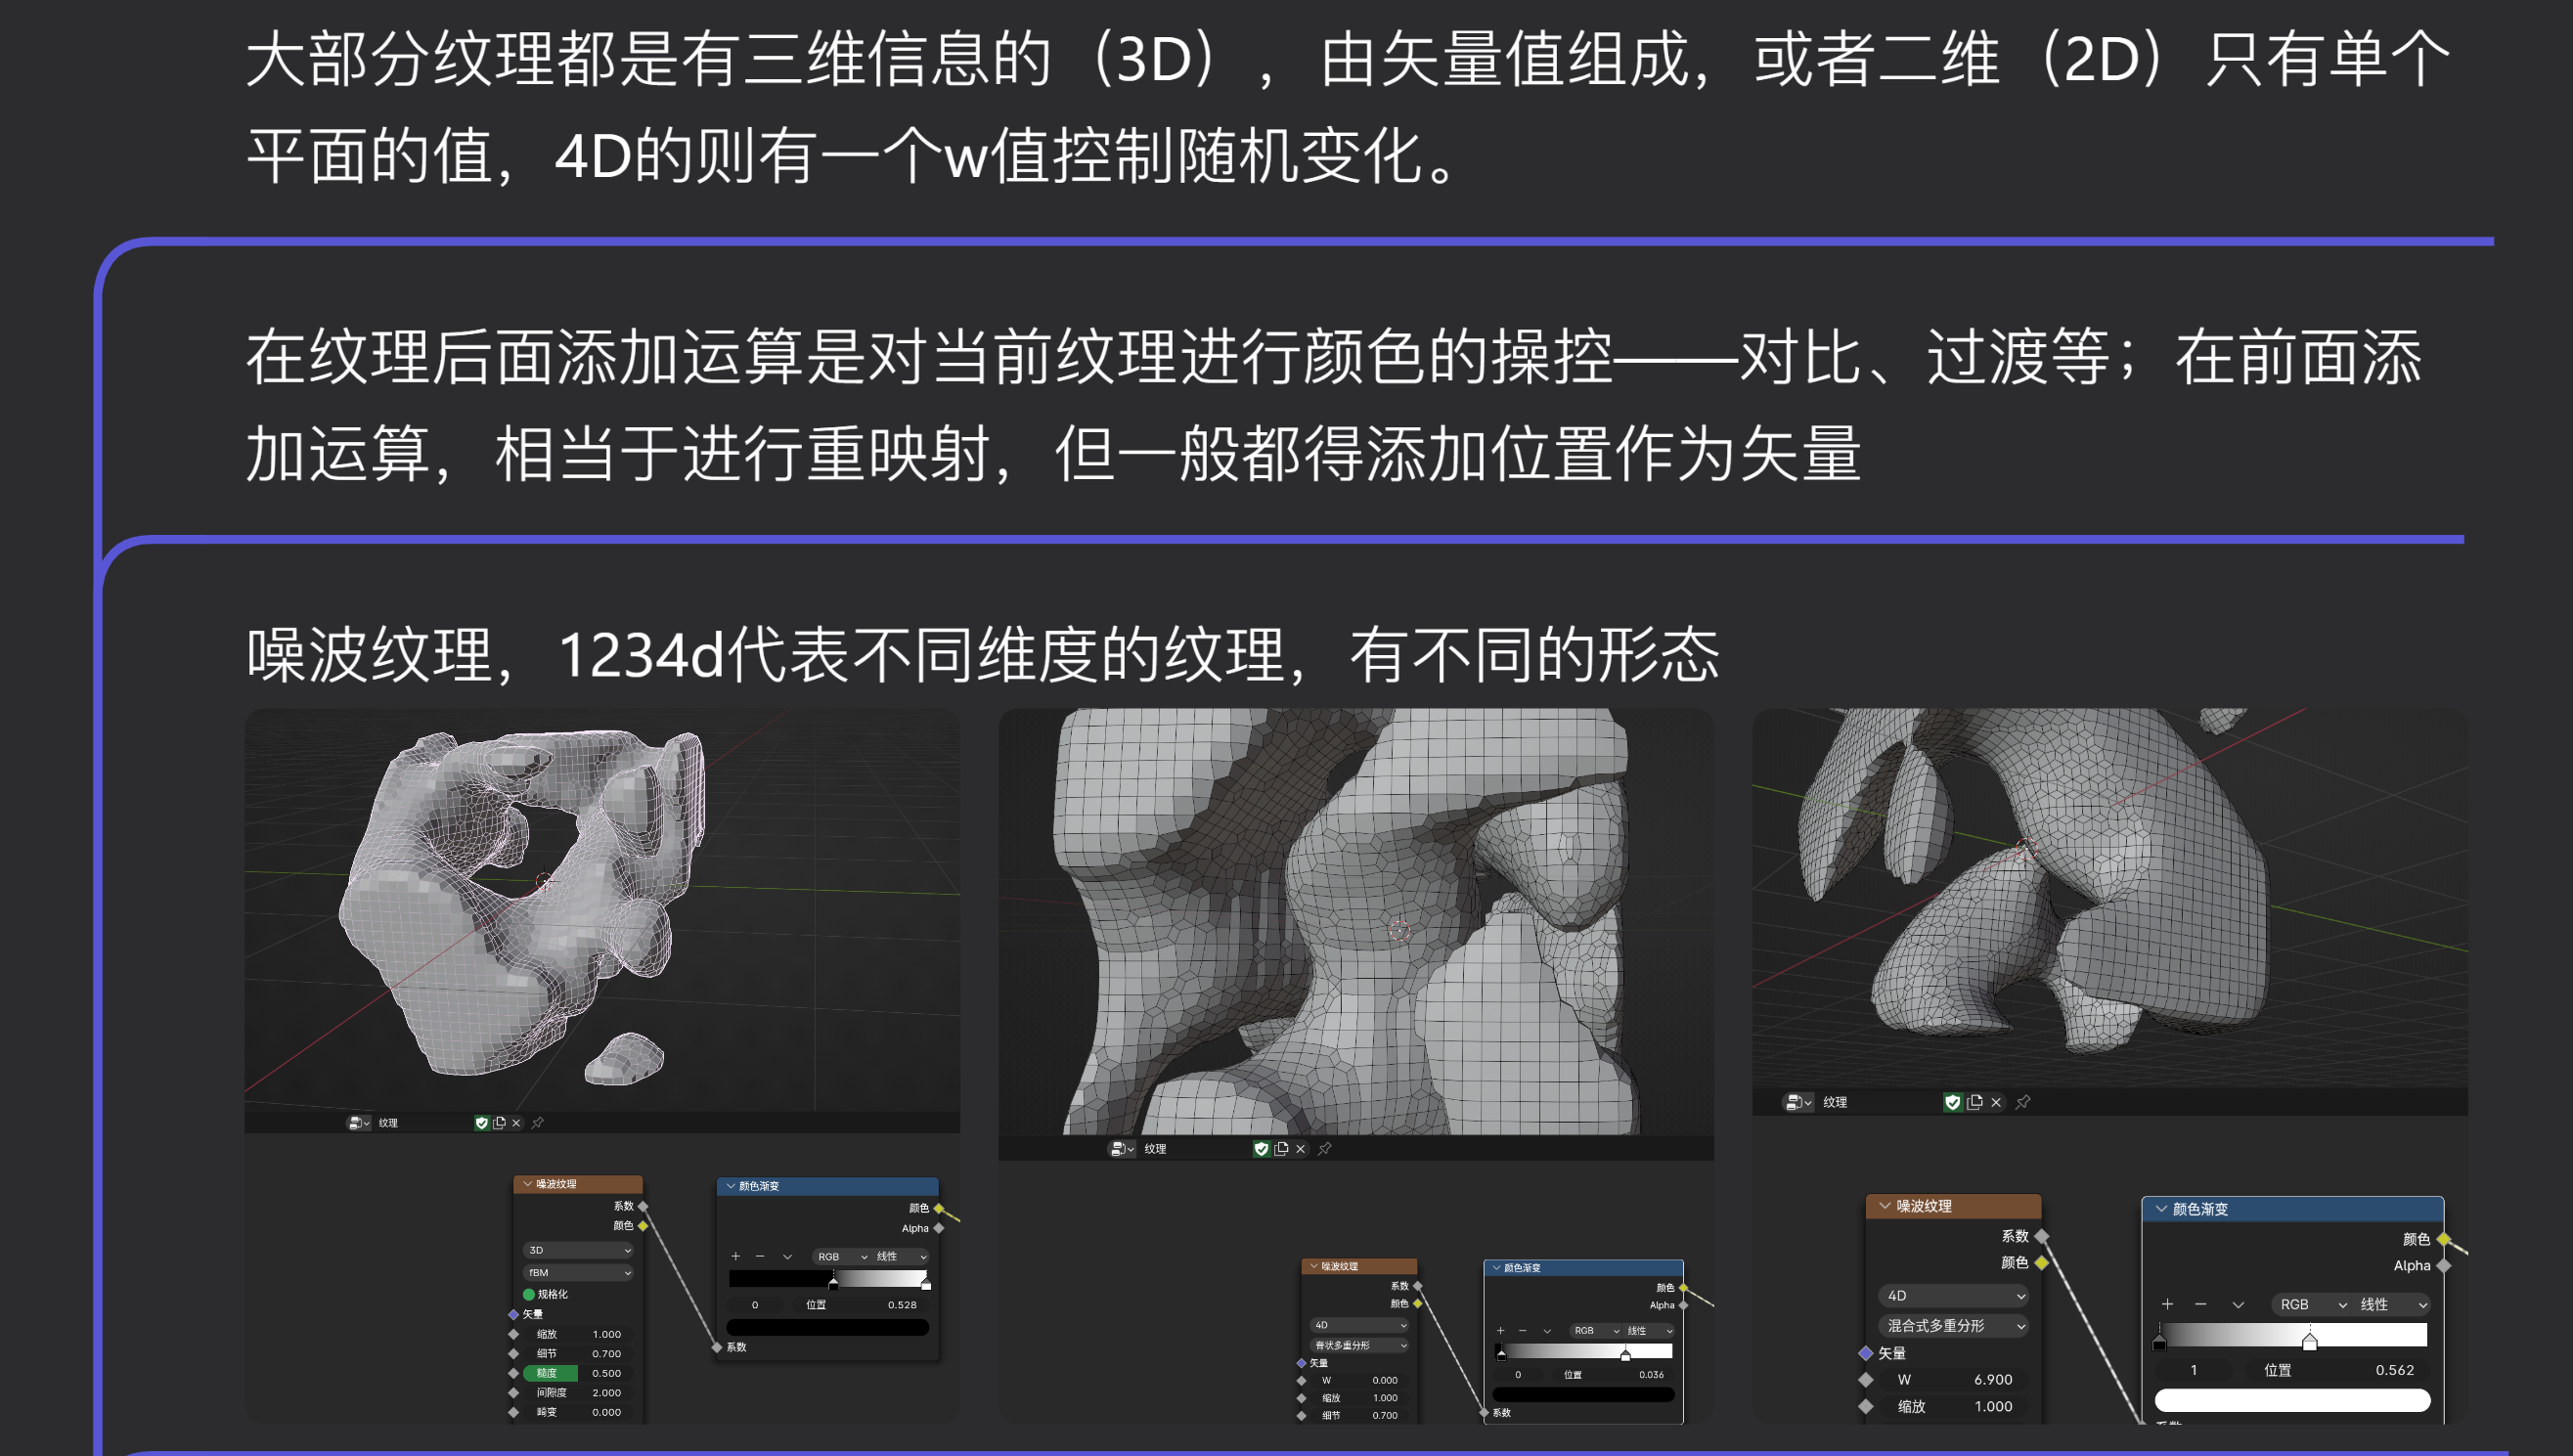 大部分纹理都是有三维信息的（3D），由矢量值组成，或者二维（2D）只有单个
平面的值，4D的则有一个w值控制随机变化。
在纹理后面添加运算是对当前纹理进行颜色的操控——对比、过渡等；在前面添
加运算，相当于进行重映射，但一般都得添加位置作为矢量
噪波纹理，1234d代表不同维度的纹理，有不同的形态
纹理
噪波纹理
系数
颜色
3D
fBM
规格化
矢量
缩放 1.000
细节 0.700
糙度 0.500
间隙度 2.000
畸变 0.000
颜色渐变
颜色
Alpha
RGB 线性
0 位置 0.528
系数
纹理
噪波纹理
系数
颜色
4D
脊状多重分形
矢量
W 0.000
缩放 1.000
细节 0.700
颜色渐变
颜色
Alpha
RGB 线性
0 位置 0.036
系数
纹理
噪波纹理
系数
颜色
4D
混合式多重分形
矢量
W 6.900
缩放 1.000
颜色渐变
颜色
Alpha
RGB 线性
1 位置 0.562